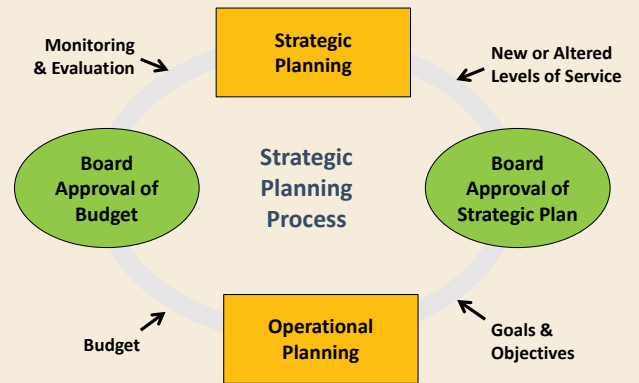 Strategic
Planning
Monitoring
& Evaluation
New or Altered
Levels of Service
Board
Approval of
Budget
Strategic
Planning
Process
Board
Approval of
Strategic Plan
Budget
Operational
Planning
Goals &
Objectives